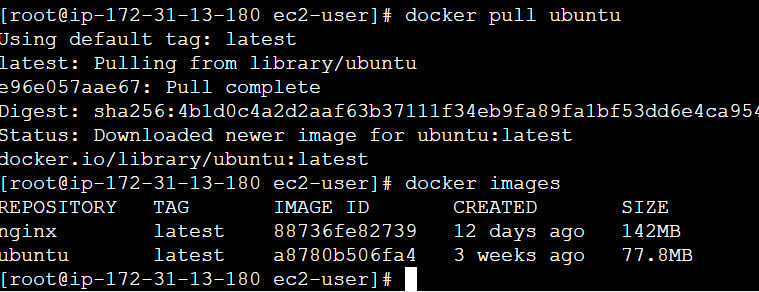 [root@ip-172-31-13-180 ec2-user]# docker pull ubuntu
Using default tag: latest
latest: Pulling from library/ubuntu
e96e057aae67: Pull complete
Digest: sha256:4b1d0c4a2d2aaf63b37111f34eb9fa89fa1bf53dd6e4ca954
Status: Downloaded newer image for ubuntu:latest
docker.io/library/ubuntu:latest
[root@ip-172-31-13-180 ec2-user]# docker images
REPOSITORY   TAG       IMAGE ID       CREATED       SIZE
nginx        latest    88736fe82739   12 days ago   142MB
ubuntu       latest    a8780b506fa4   3 weeks ago   77.8MB
[root@ip-172-31-13-180 ec2-user]#